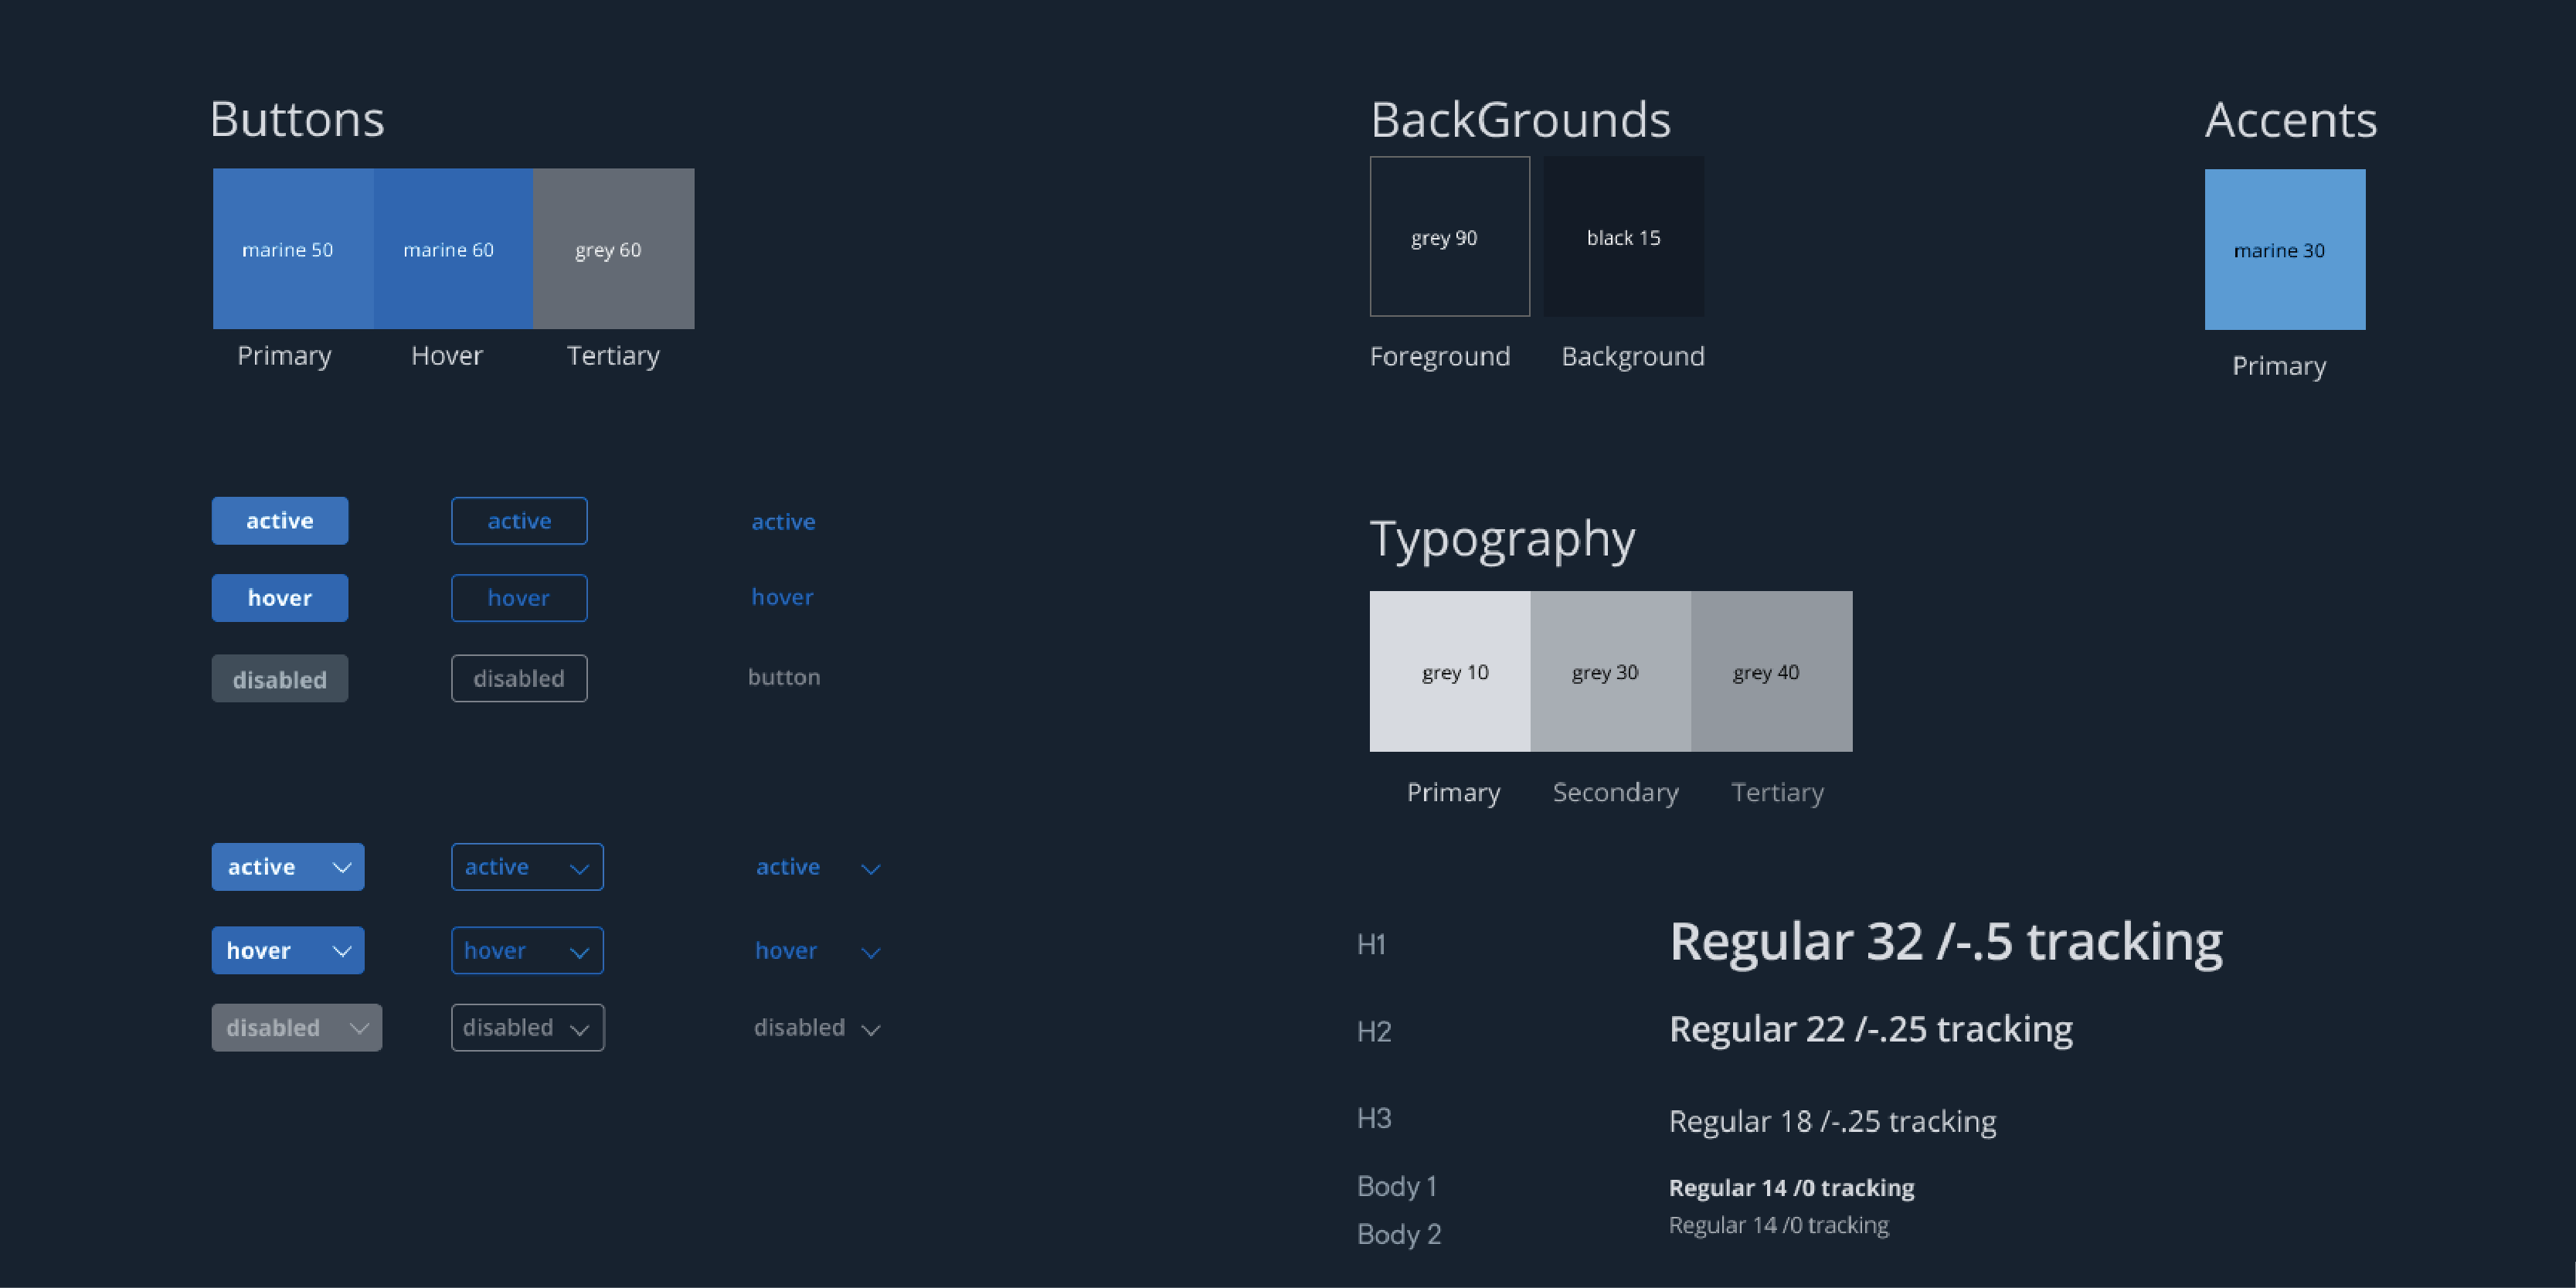 Buttons
marine 50
marine 60
grey 60
Primary
Hover
Tertiary
active
active
active
hover
hover
hover
disabled
disabled
button
active
active
active
hover
hover
hover
disabled
disabled
disabled
BackGrounds
grey 90
black 15
Foreground
Background
Accents
marine 30
Primary
Typography
grey 10
grey 30
grey 40
Primary
Secondary
Tertiary
H1
Regular 32 /-.5 tracking
H2
Regular 22 /-.25 tracking
H3
Regular 18 /-.25 tracking
Body 1
Regular 14 /0 tracking
Body 2
Regular 14 /0 tracking